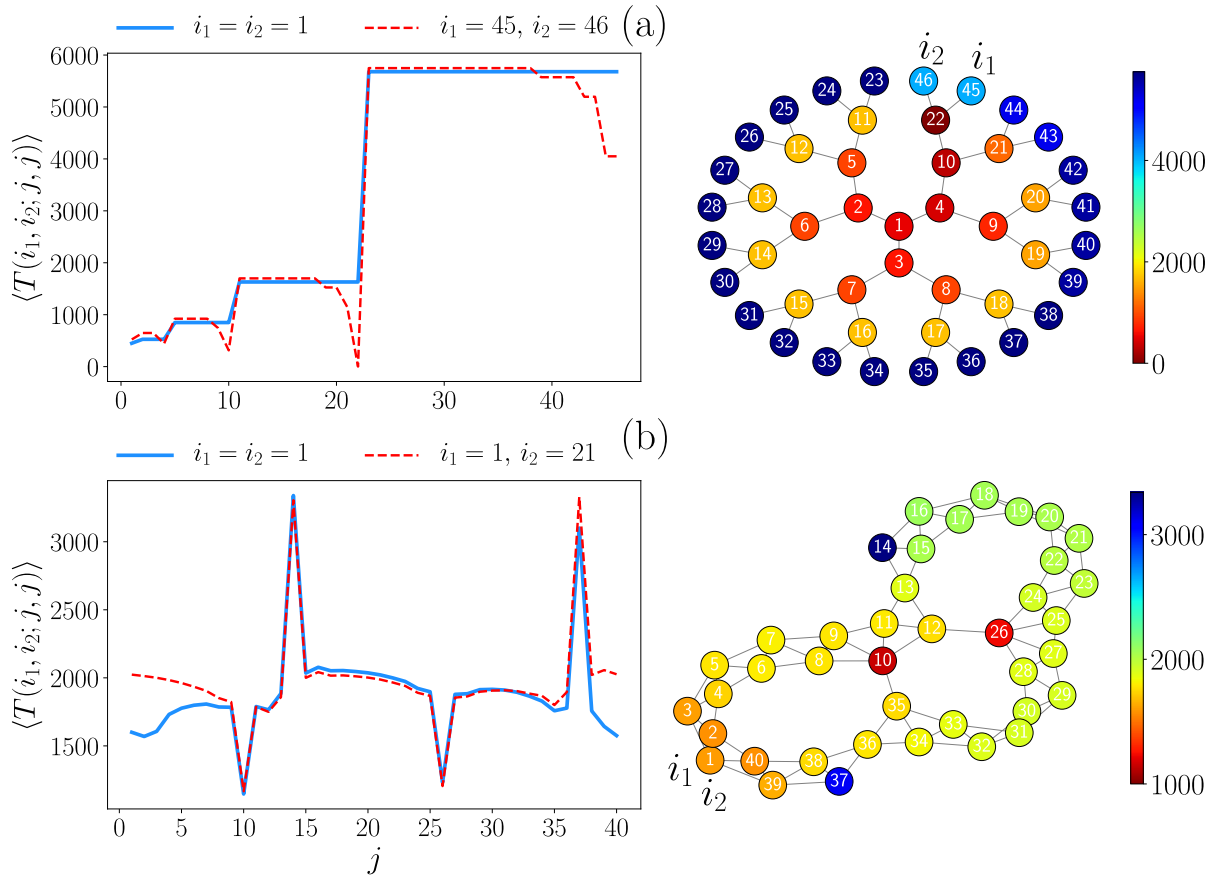 i₁ = i₂ = 1    i₁ = 45, i₂ = 46
(a)
⟨T(i₁, i₂; j, j)⟩
6000
5000
4000
3000
2000
1000
0
0 10 20 30 40
i₂ i₁
46 45
24 23 44
25 11 22 43
26 12 5 10 21 42
27 13 2 4 20 41
28 6 1 9
29 14 3 19 40
30 7 8 39
31 15 18 38
32 16 17 37
33 34 35 36
4000
2000
0
(b)
i₁ = i₂ = 1    i₁ = 1, i₂ = 21
⟨T(i₁, i₂; j, j)⟩
3000
2500
2000
1500
0 5 10 15 20 25 30 35 40
j
18
16 17 19 20
14 15 21
22
13 24 23
7 9 11 12 26 25
5 6 8 10 27
4 28
3 35 29
2 33 30
36 34 32 31
1 40 38
39 37
i₁
i₂
3000
2000
1000